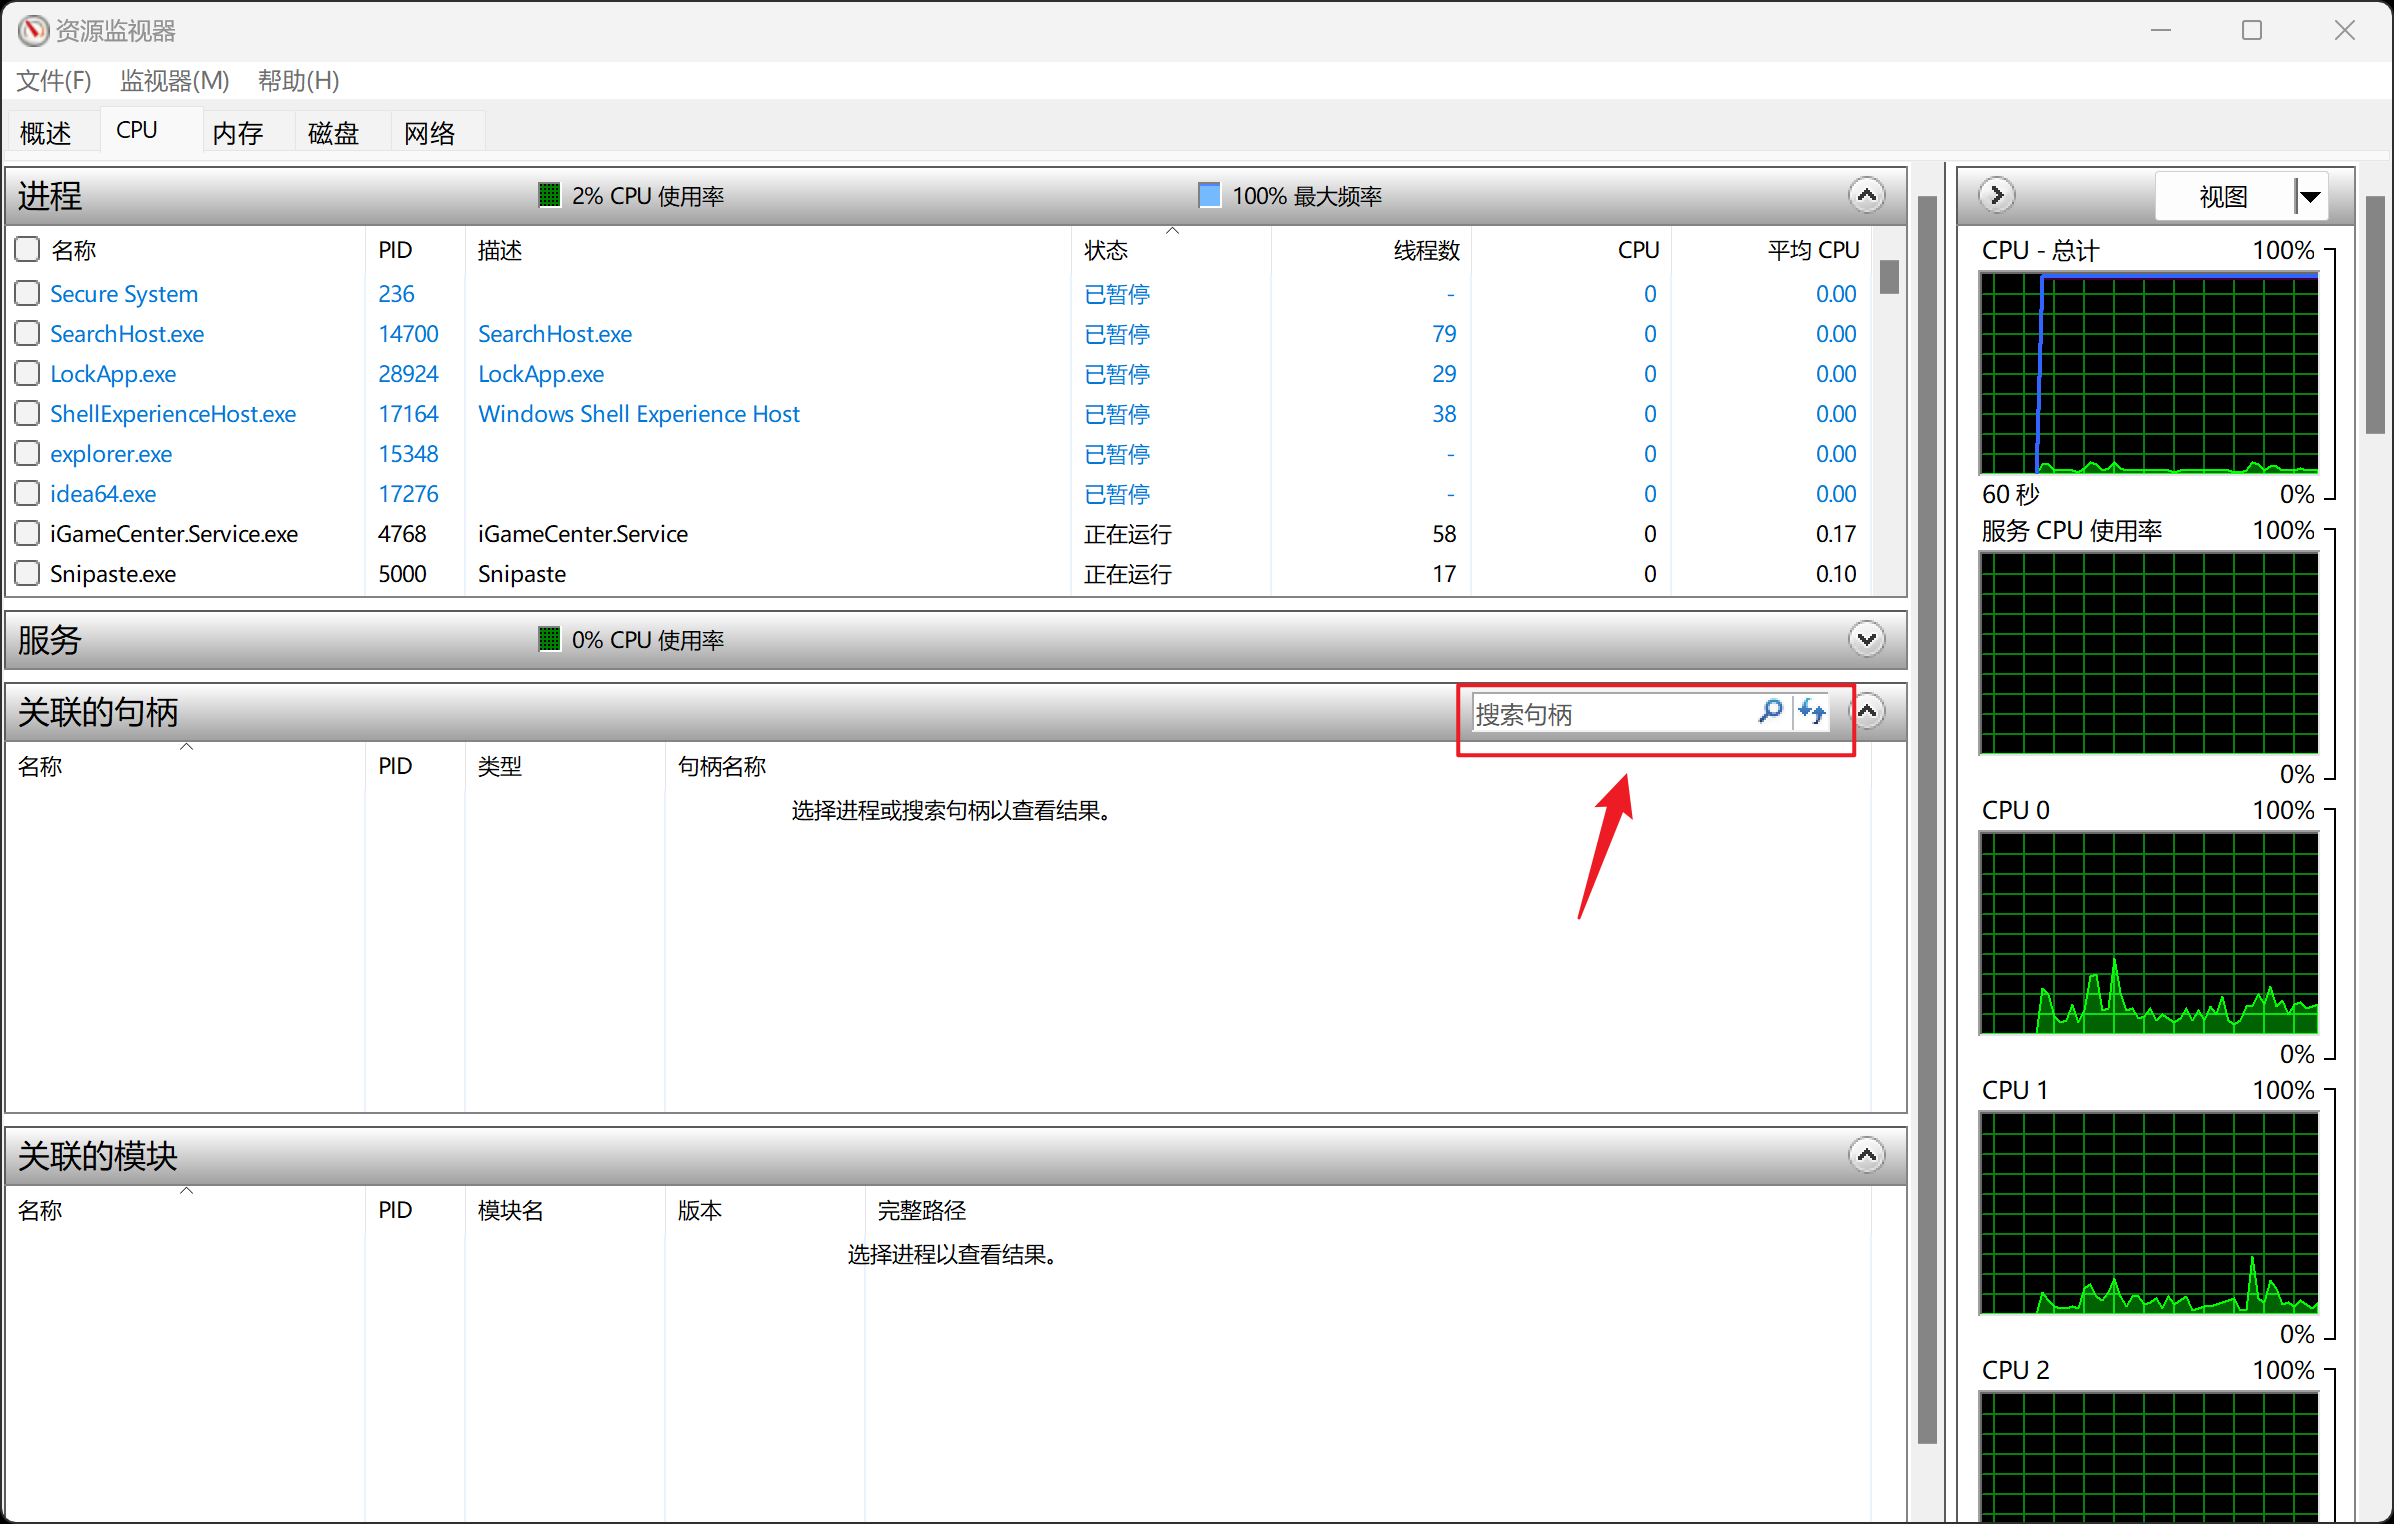 资源监视器
文件(F) 监视器(M) 帮助(H)
概述 CPU 内存 磁盘 网络
进程 2% CPU 使用率 100% 最大频率
名称 PID 描述 状态 线程数 CPU 平均 CPU
Secure System 236 已暂停 - 0 0.00
SearchHost.exe 14700 SearchHost.exe 已暂停 79 0 0.00
LockApp.exe 28924 LockApp.exe 已暂停 29 0 0.00
ShellExperienceHost.exe 17164 Windows Shell Experience Host 已暂停 38 0 0.00
explorer.exe 15348 已暂停 - 0 0.00
idea64.exe 17276 已暂停 - 0 0.00
iGameCenter.Service.exe 4768 iGameCenter.Service 正在运行 58 0 0.17
Snipaste.exe 5000 Snipaste 正在运行 17 0 0.10
服务 0% CPU 使用率
关联的句柄 搜索句柄
名称 PID 类型 句柄名称
选择进程或搜索句柄以查看结果。
关联的模块
名称 PID 模块名 版本 完整路径
选择进程以查看结果。
视图
CPU - 总计 100%
60 秒 0%
服务 CPU 使用率 100%
0%
CPU 0 100%
0%
CPU 1 100%
0%
CPU 2 100%